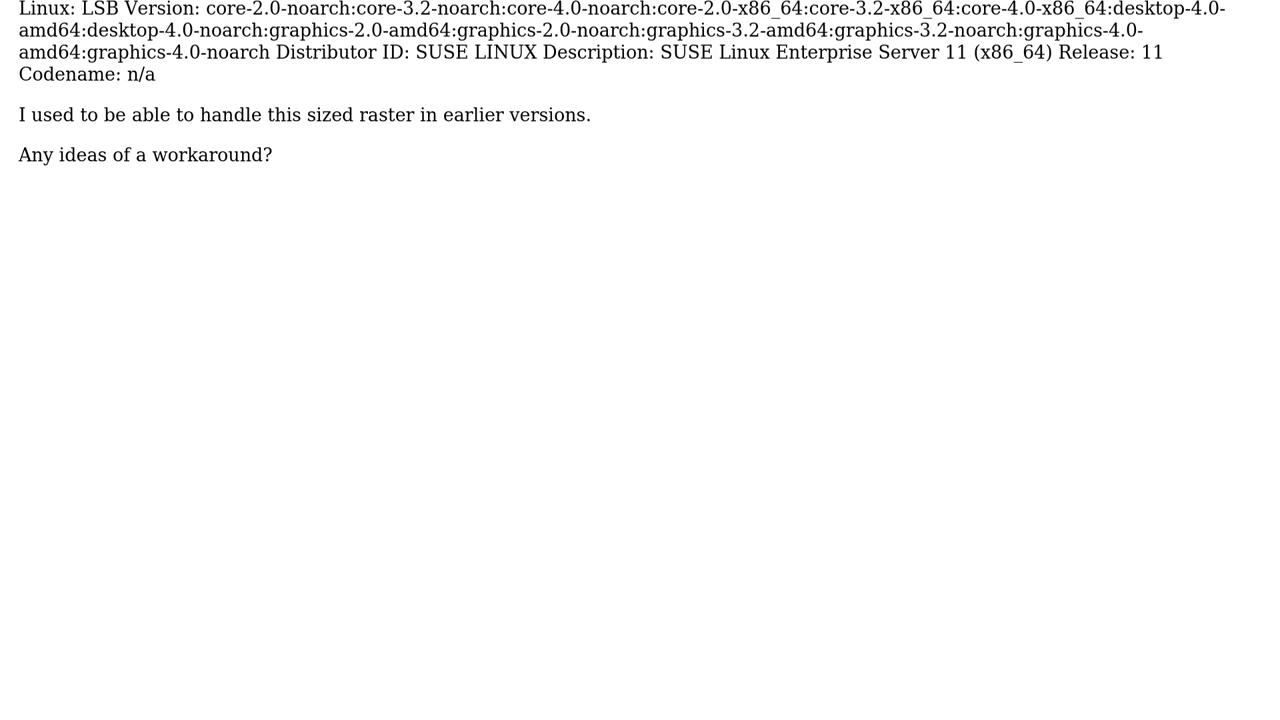 Linux: LSB Version: core-2.0-noarch:core-3.2-noarch:core-4.0-noarch:core-2.0-x86_64:core-3.2-x86_64:core-4.0-x86_64:desktop-4.0-
amd64:desktop-4.0-noarch:graphics-2.0-amd64:graphics-2.0-noarch:graphics-3.2-amd64:graphics-3.2-noarch:graphics-4.0-
amd64:graphics-4.0-noarch Distributor ID: SUSE LINUX Description: SUSE Linux Enterprise Server 11 (x86_64) Release: 11
Codename: n/a
I used to be able to handle this sized raster in earlier versions.
Any ideas of a workaround?